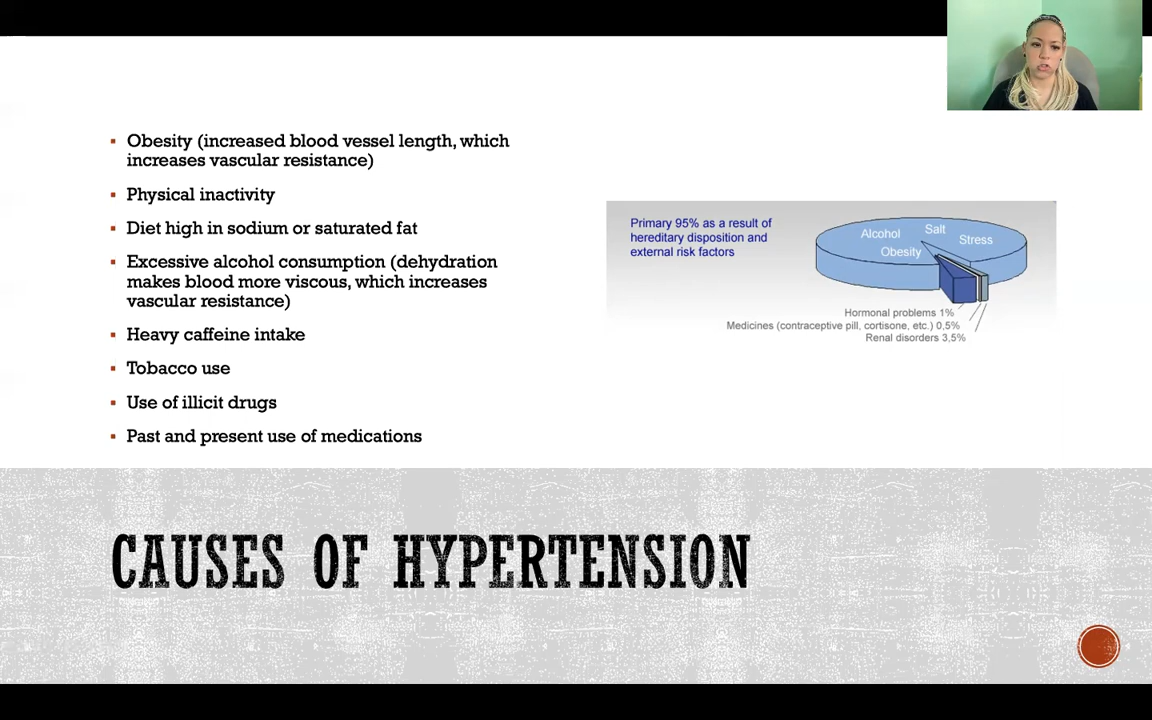 Obesity (increased blood vessel length, which
increases vascular resistance)
Physical inactivity
Diet high in sodium or saturated fat
Excessive alcohol consumption (dehydration
makes blood more viscous, which increases
vascular resistance)
Heavy caffeine intake
Tobacco use
Use of illicit drugs
Past and present use of medications
Primary 95% as a result of
hereditary disposition and
external risk factors
Alcohol
Salt
Stress
Obesity
Hormonal problems 1%
Medicines (contraceptive pill, cortisone, etc.) 0,5%
Renal disorders 3,5%
CAUSES OF HYPERTENSION